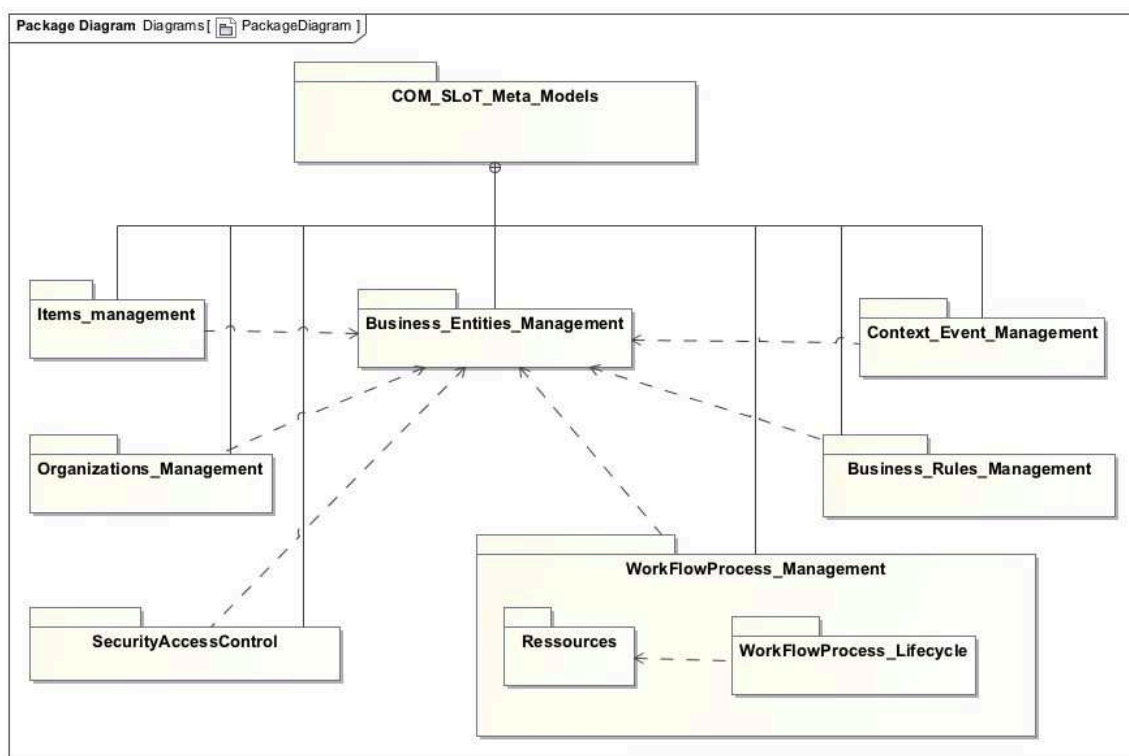 Package Diagram Diagrams [ PackageDiagram ]
COM_SLoT_Meta_Models
Items_management
Business_Entities_Management
Context_Event_Management
Organizations_Management
Business_Rules_Management
WorkFlowProcess_Management
SecurityAccessControl
Ressources
WorkFlowProcess_Lifecycle